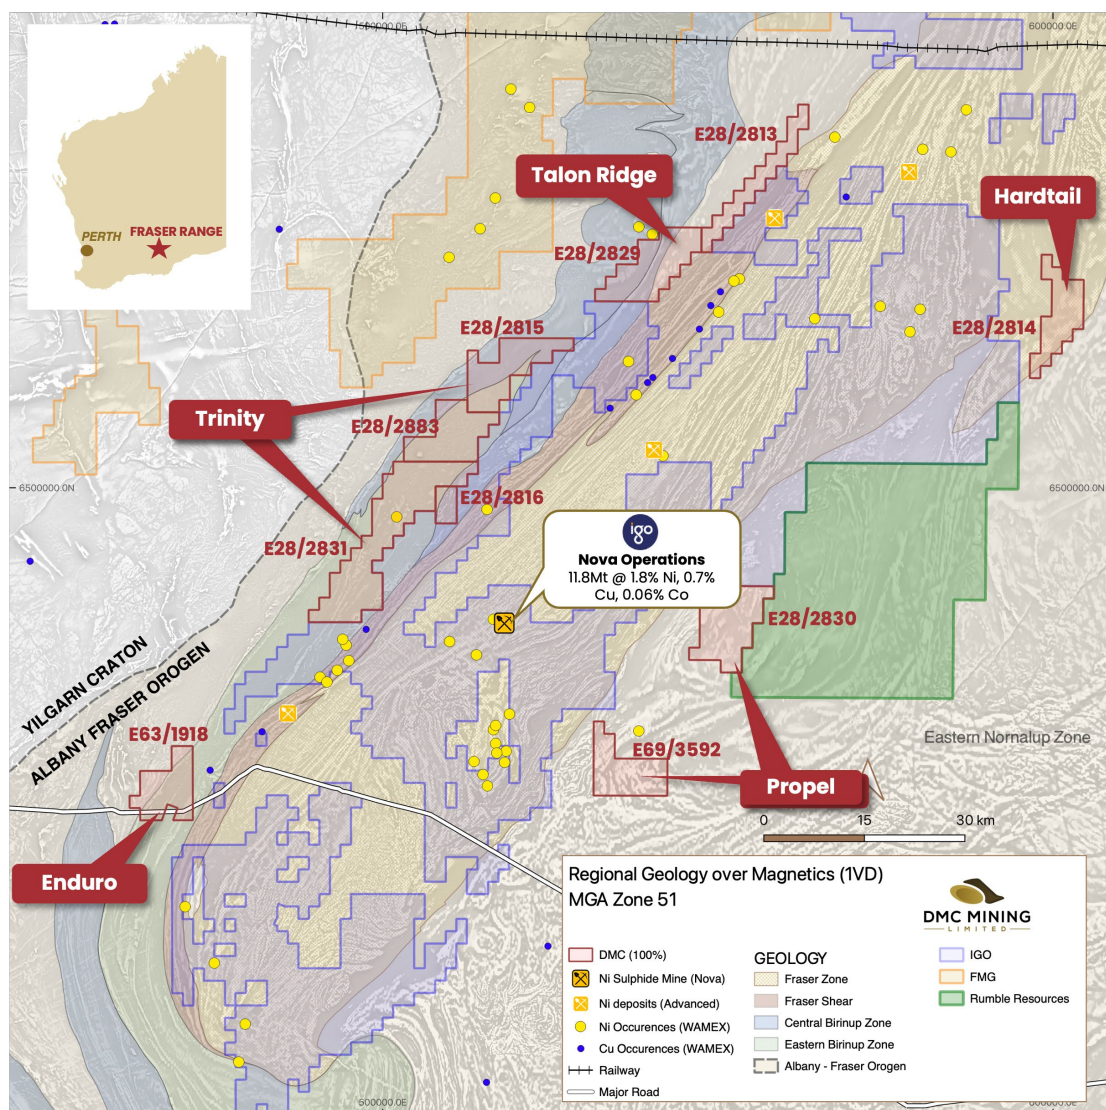 500000.0E
600000.0E
E28/2813
Talon Ridge
Hardtail
PERTH
FRASER RANGE
E28/2829
E28/2815
E28/2814
Trinity
E28/2883
6500000.0N
6500000.0N
E28/2816
igo
Nova Operations
11.8Mt @ 1.8% Ni, 0.7%
Cu, 0.06% Co
E28/2831
E28/2830
YILGARN CRATON
ALBANY FRASER OROGEN
E63/1918
E69/3592
Eastern Nornalup Zone
Propel
0 15 30 km
Enduro
Regional Geology over Magnetics (1VD)
MGA Zone 51
DMC MINING
LIMITED
DMC (100%)
Ni Sulphide Mine (Nova)
Ni deposits (Advanced)
Ni Occurences (WAMEX)
Cu Occurences (WAMEX)
Railway
Major Road
GEOLOGY
Fraser Zone
Fraser Shear
Central Birinup Zone
Eastern Birinup Zone
Albany - Fraser Orogen
IGO
FMG
Rumble Resources
500000.0E
600000.0E